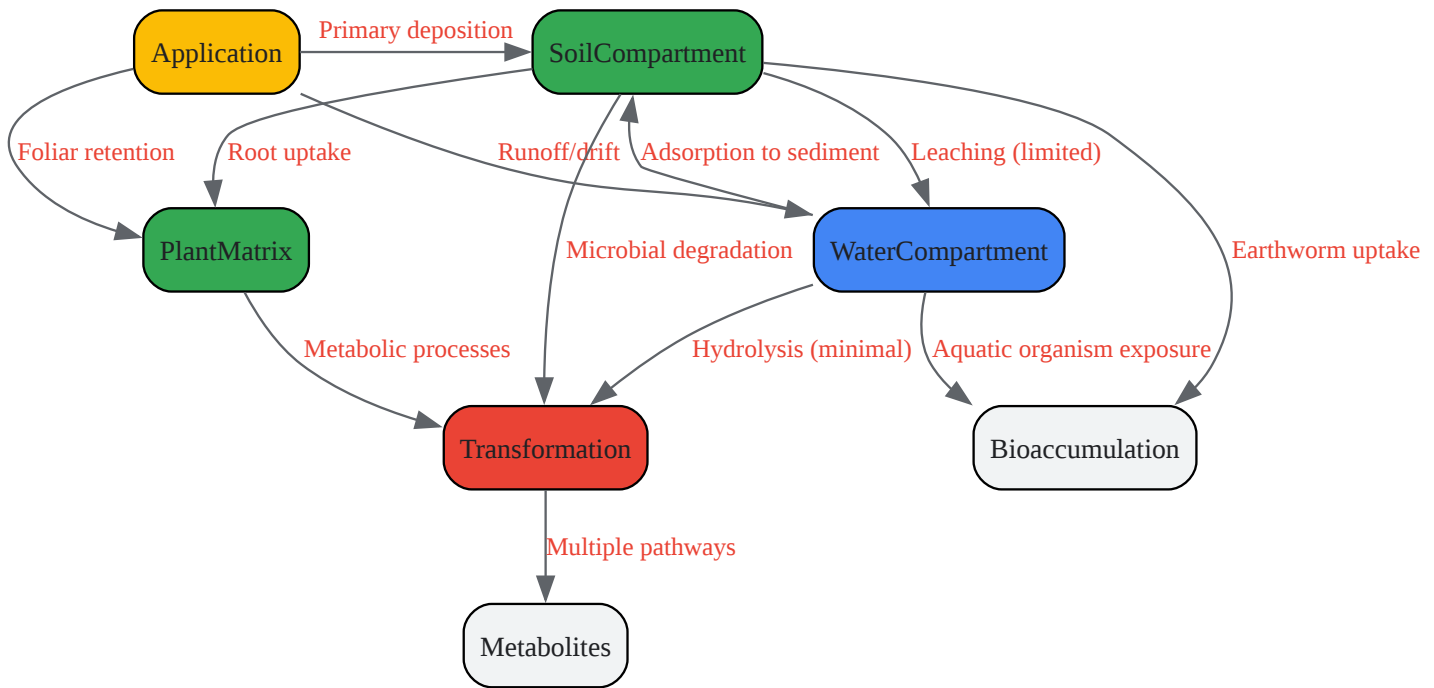 Application
Primary deposition
SoilCompartment
Foliar retention
Root uptake
Runoff/drift
Adsorption to sediment
Leaching (limited)
PlantMatrix
Microbial degradation
WaterCompartment
Earthworm uptake
Metabolic processes
Hydrolysis (minimal)
Aquatic organism exposure
Transformation
Bioaccumulation
Multiple pathways
Metabolites